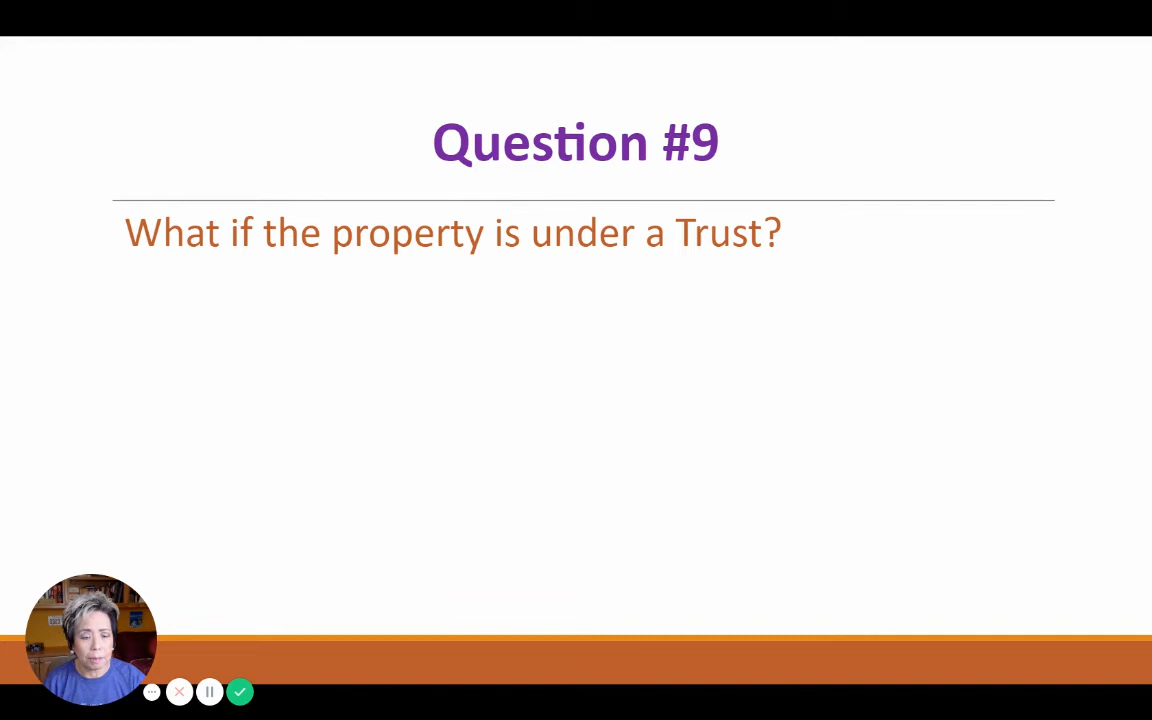 Question #9
What if the property is under a Trust?